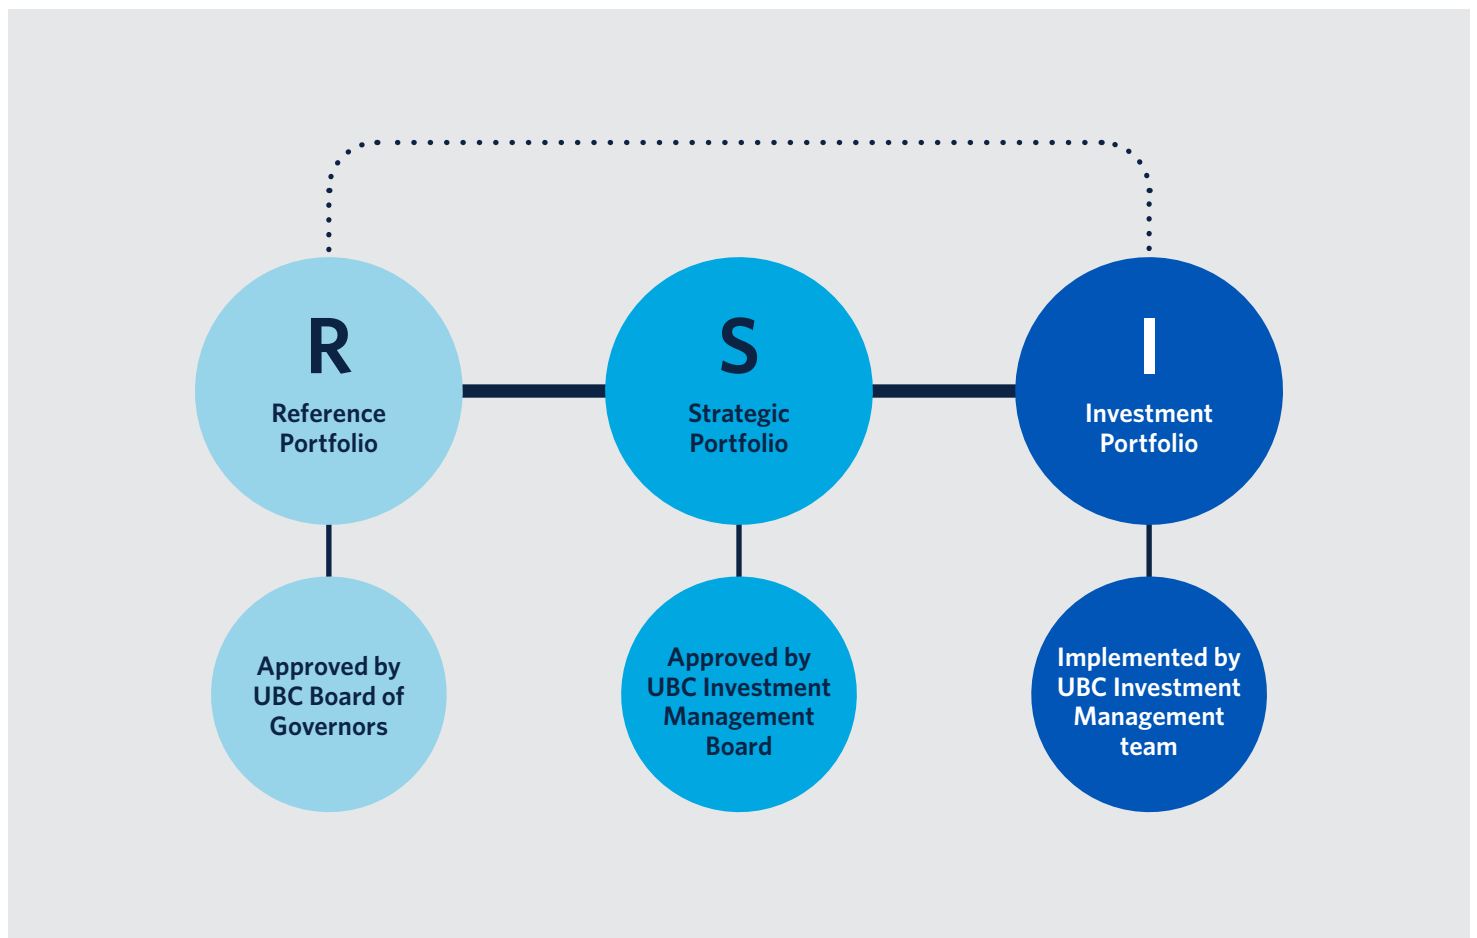 R
Reference
Portfolio
S
Strategic
Portfolio
I
Investment
Portfolio
Approved by
UBC Board of
Governors
Approved by
UBC Investment
Management
Board
Implemented by
UBC Investment
Management
team